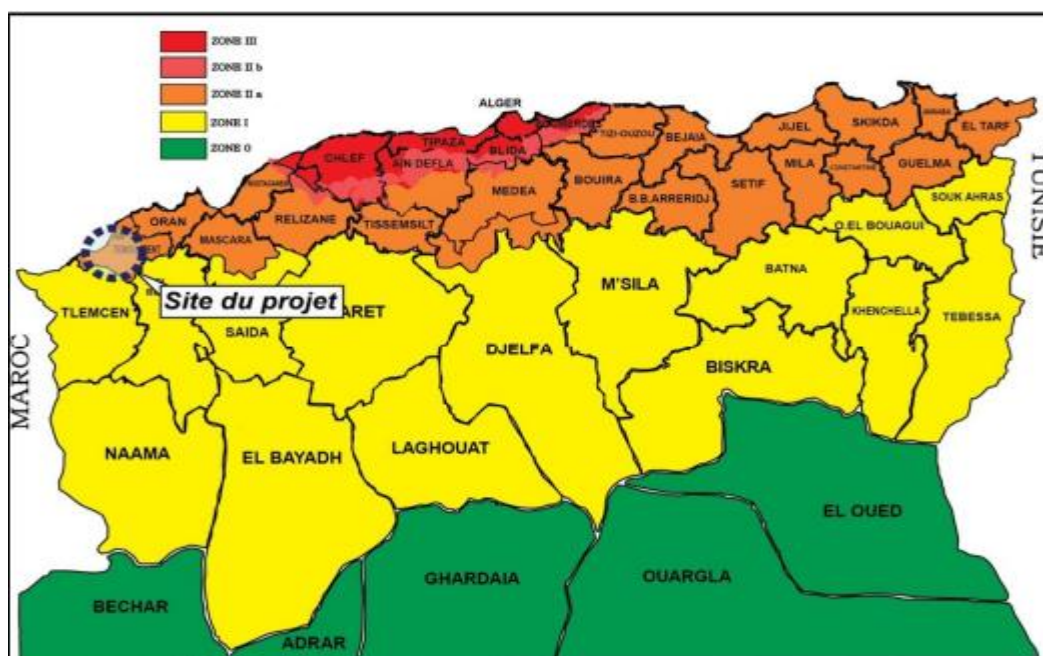 ZONE III
ZONE II b
ZONE II a
ZONE I
ZONE 0
ALGER
TIPAZA
BLIDA
TIZI-OUZOU
BEJAIA
JIJEL
SKIKDA
EL TARF
CHLEF
AIN DEFLA
MEDEA
BOUIRA
B.B.ARRERIDJ
SETIF
MILA
CONSTANTINE
GUELMA
SOUK AHRAS
ORAN
MASCARA
RELIZANE
TISSEMSILT
O.EL BOUAGUI
TUNISIE
Site du projet
TLEMCEN
SAIDA
ARET
M'SILA
BATNA
KHENCHELLA
TEBESSA
DJELFA
BISKRA
MAROC
NAAMA
EL BAYADH
LAGHOUAT
EL OUED
GHARDAIA
OUARGLA
BECHAR
ADRAR